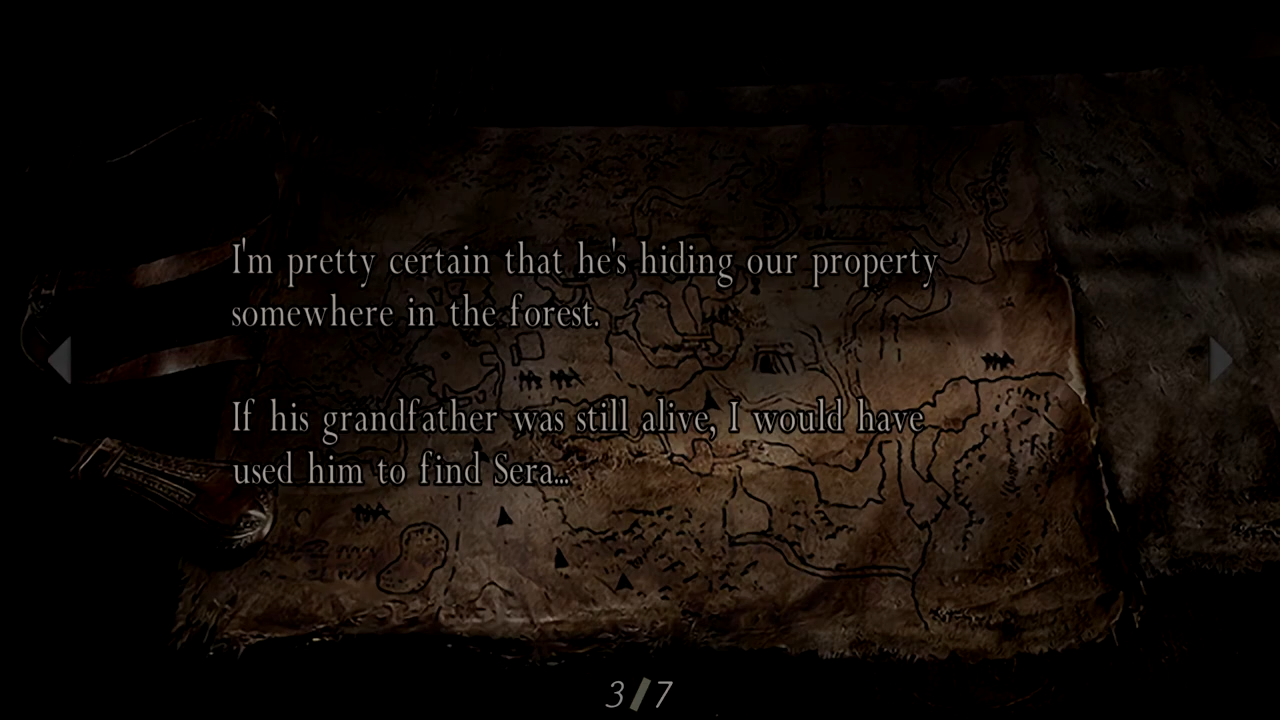 I'm pretty certain that he's hiding our property
somewhere in the forest.
If his grandfather was still alive, I would have
used him to find Sera...
3/7